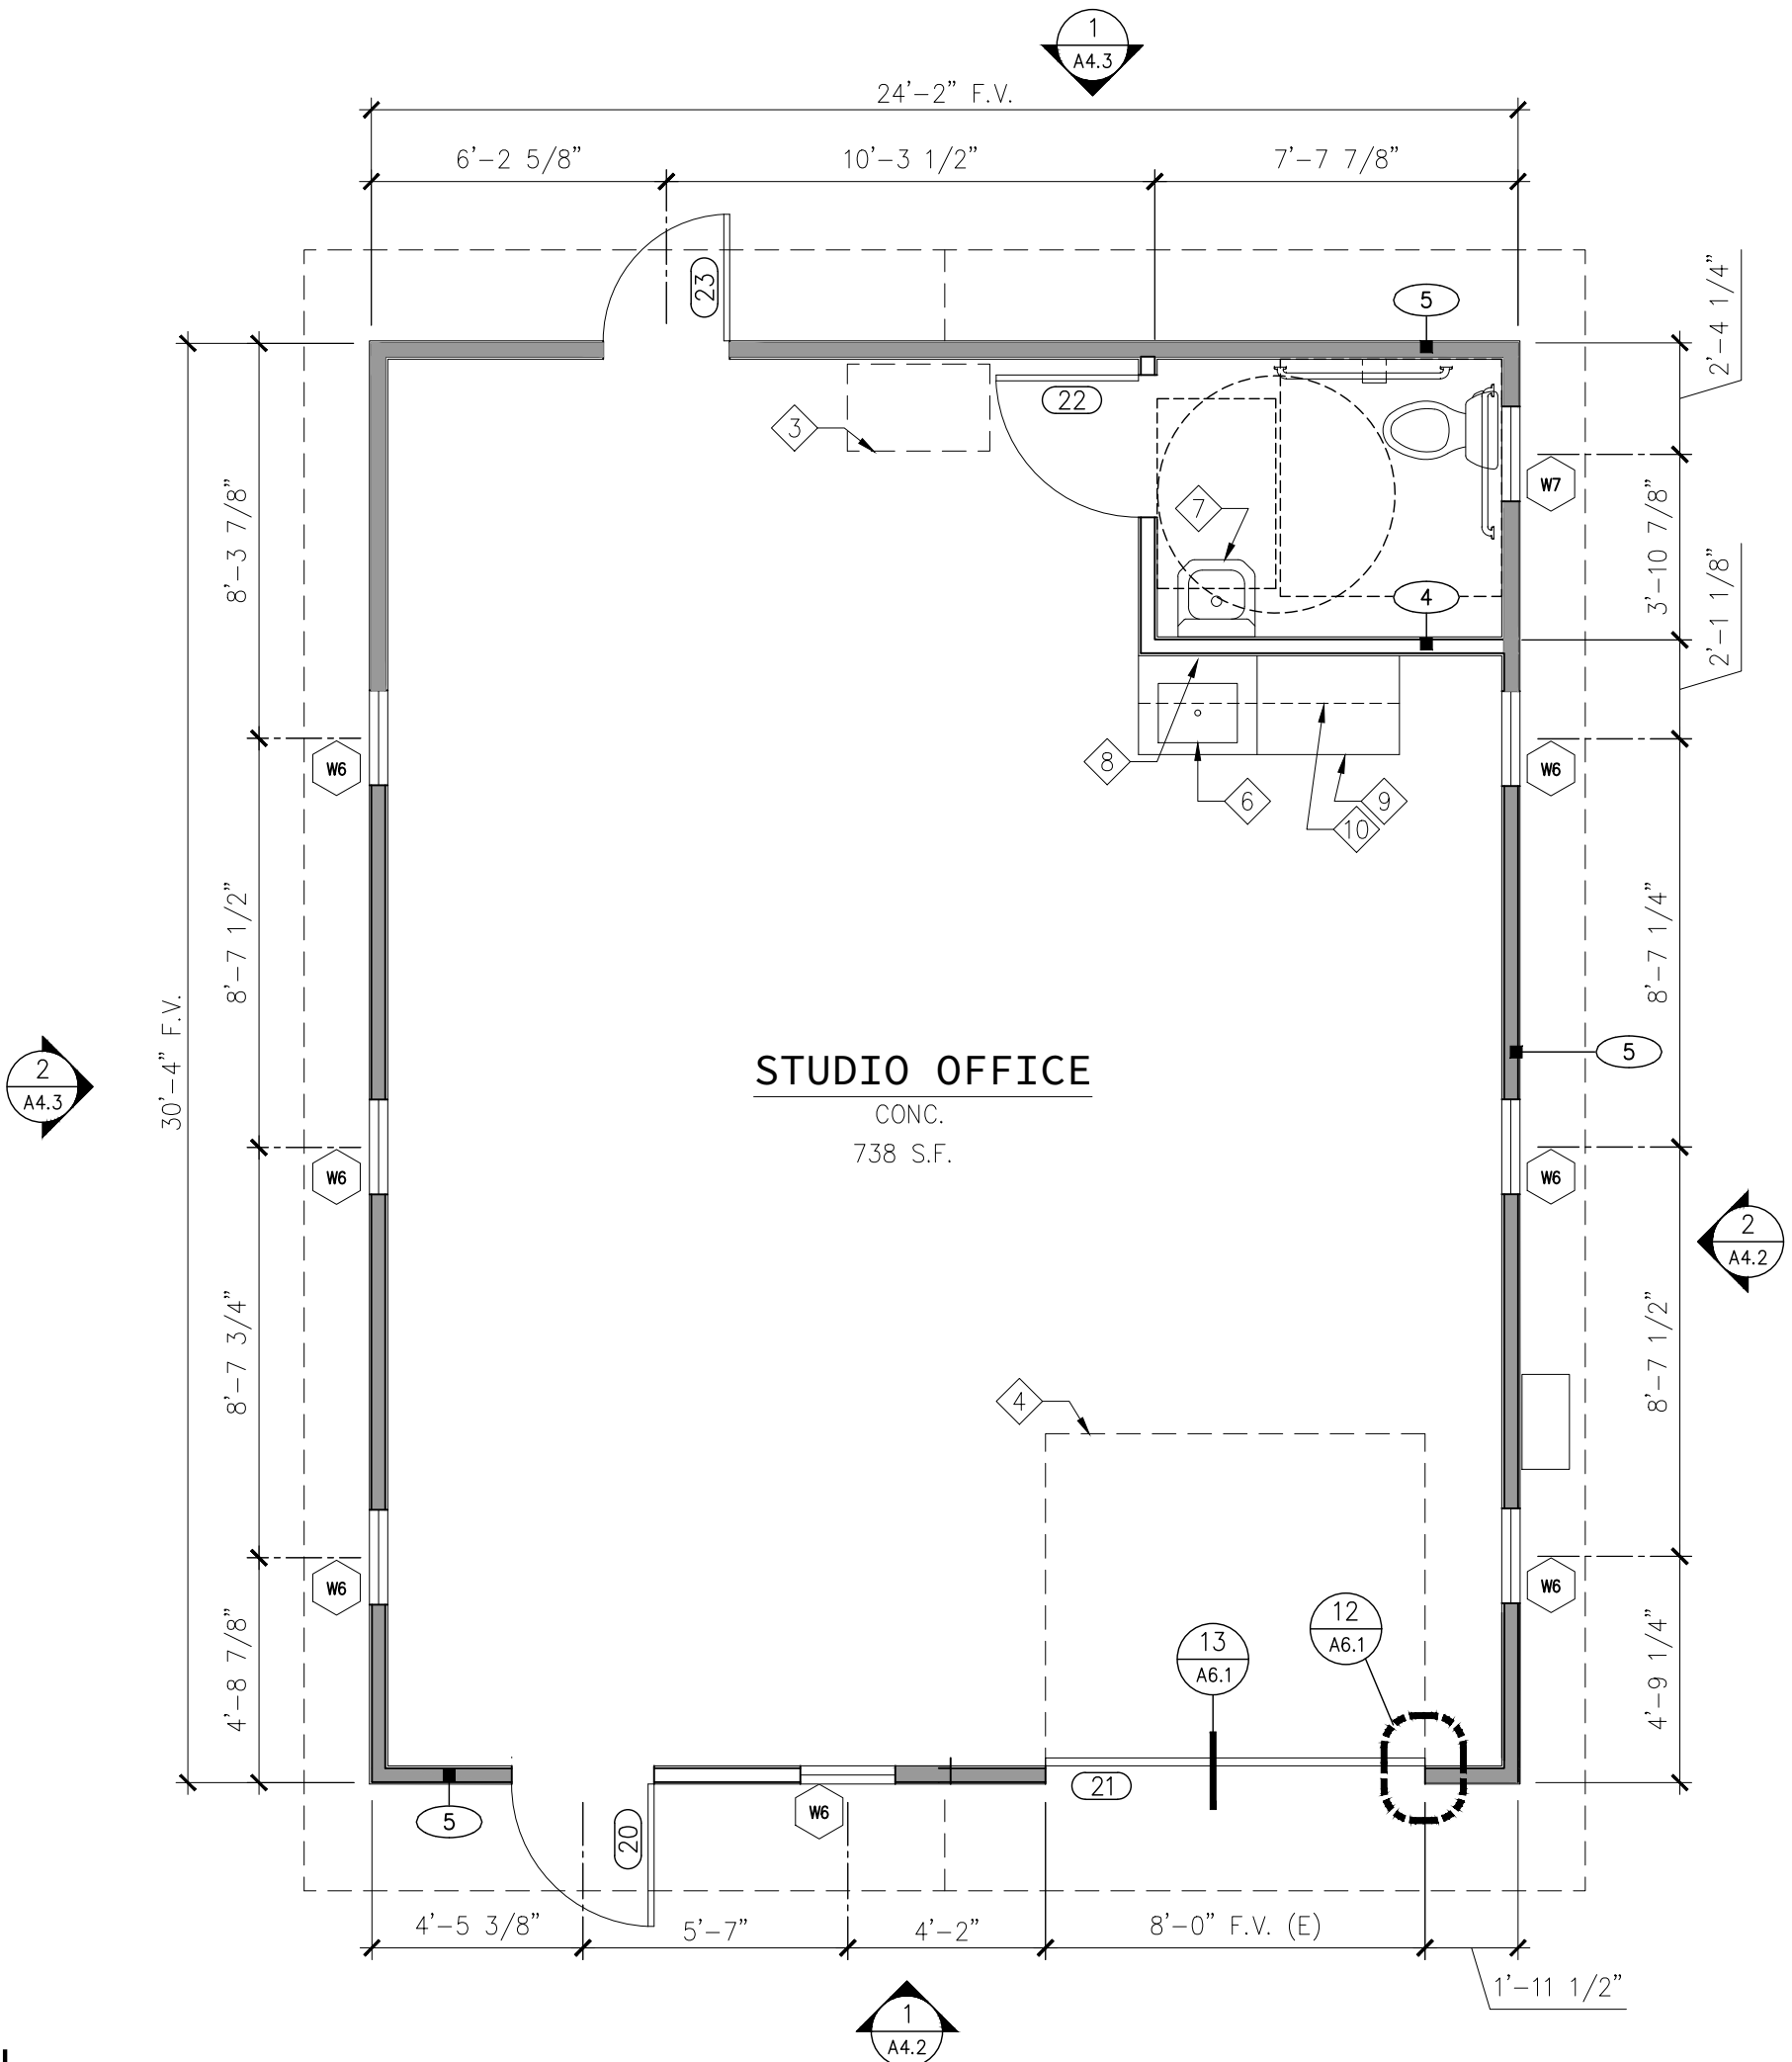 1
A4.3
24'-2" F.V.
6'-2 5/8"
10'-3 1/2"
7'-7 7/8"
23
5
2'-4 1/4"
22
3
W7
7
8'-3 7/8"
3'-10 7/8"
2'-1 1/8"
4
W6
8
6
9
10
W6
8'-7 1/2"
8'-7 1/4"
30'-4" F.V.
2
A4.3
STUDIO OFFICE
CONC.
738 S.F.
5
W6
W6
2
A4.2
8'-7 3/4"
8'-7 1/2"
4
W6
W6
12
A6.1
13
A6.1
4'-8 7/8"
4'-9 1/4"
5
20
W6
21
4'-5 3/8"
5'-7"
4'-2"
8'-0" F.V. (E)
1'-11 1/2"
1
A4.2